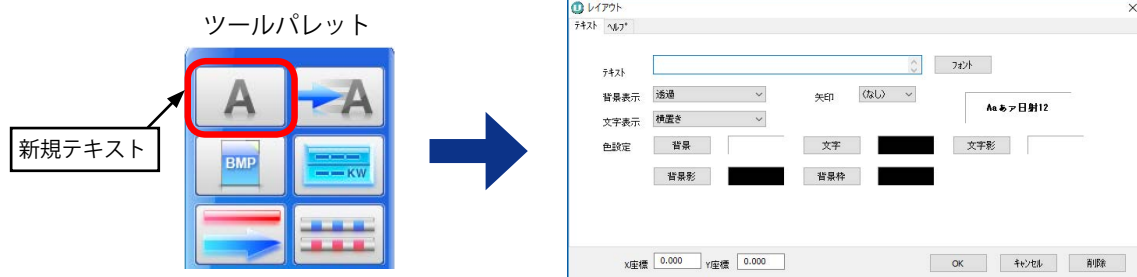 ツールパレット
新規テキスト
A
A
BMP
KW
レイアウト
テキスト ヘルプ
テキスト
フォント
背景表示 透過 矢印 (なし)
Aaあァ日射12
文字表示 横置き
色設定 背景 文字 文字影
背景影 背景枠
X座標 0.000 Y座標 0.000 OK キャンセル 削除